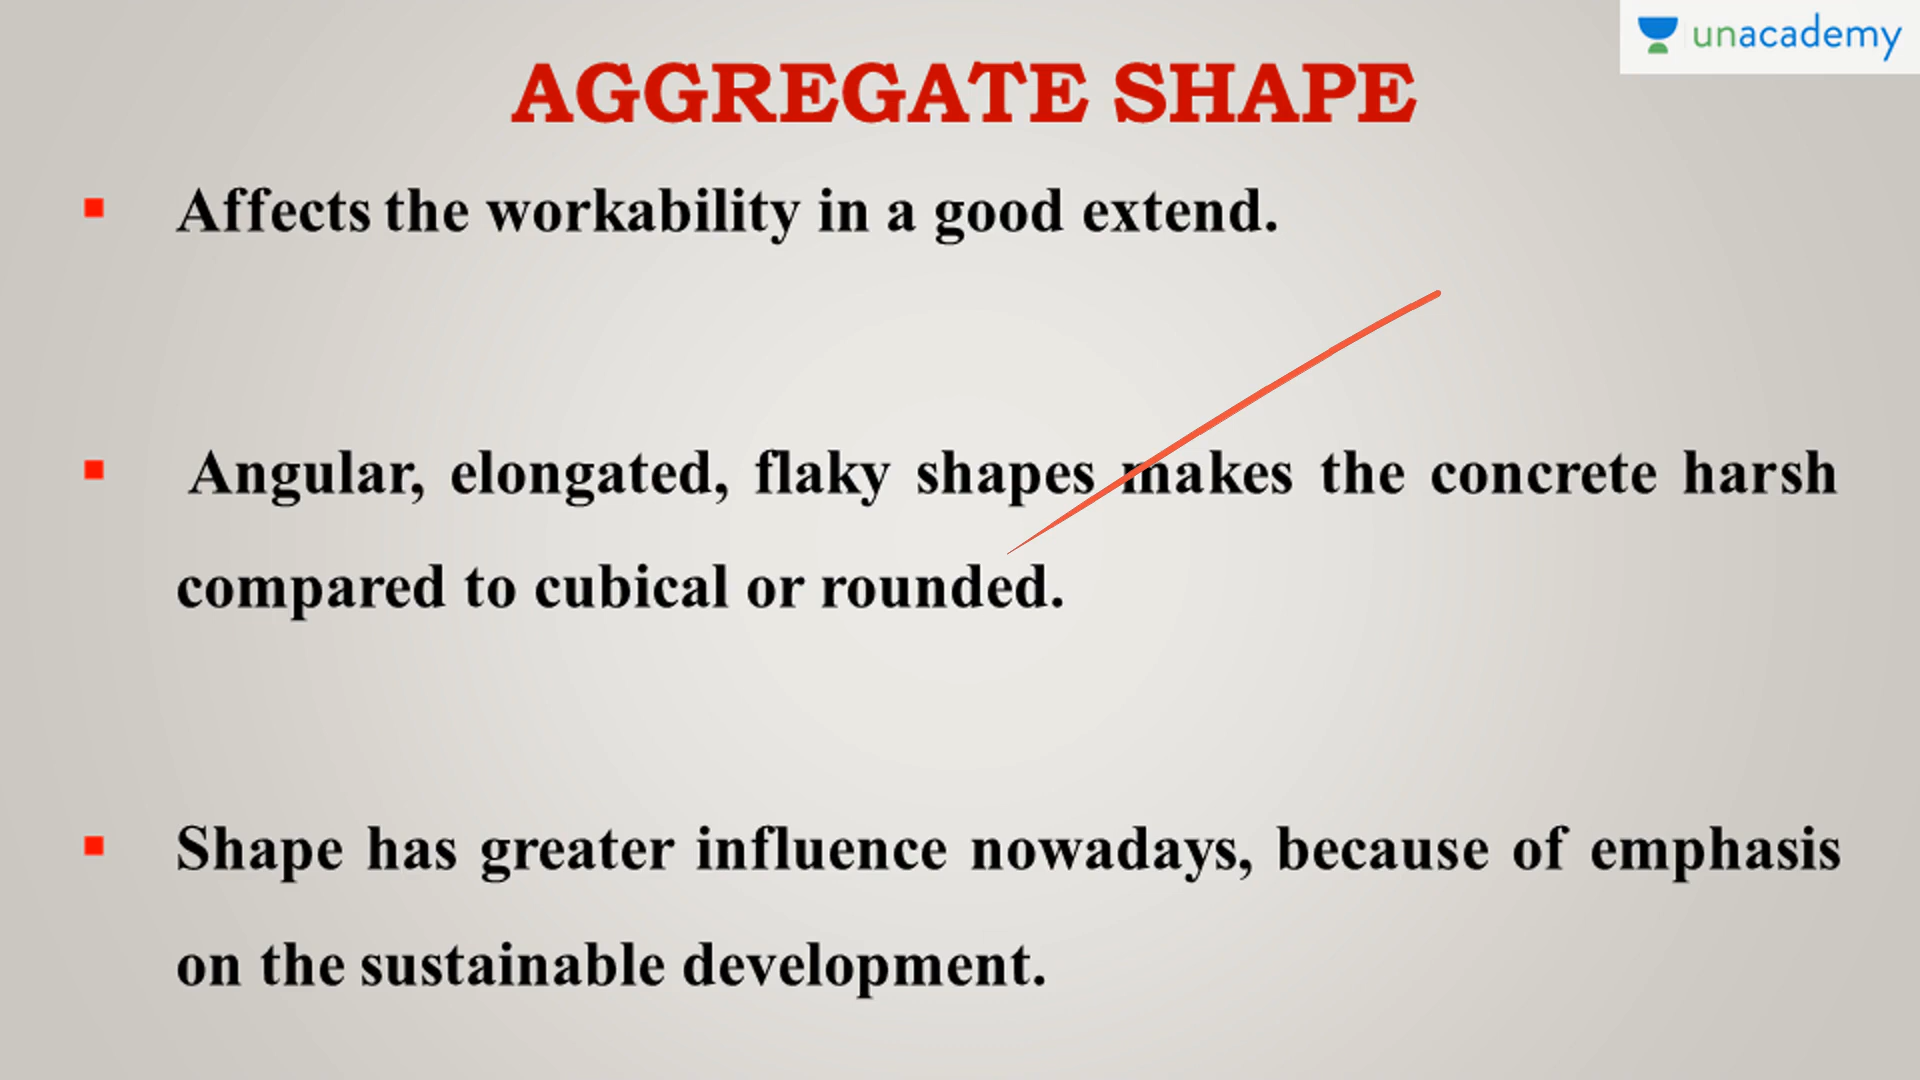 unacademy
AGGREGATE SHAPE
Affects the workability in a good extend.
Angular, elongated, flaky shapes makes the concrete harsh
compared to cubical or rounded.
Shape has greater influence nowadays, because of emphasis
on the sustainable development.